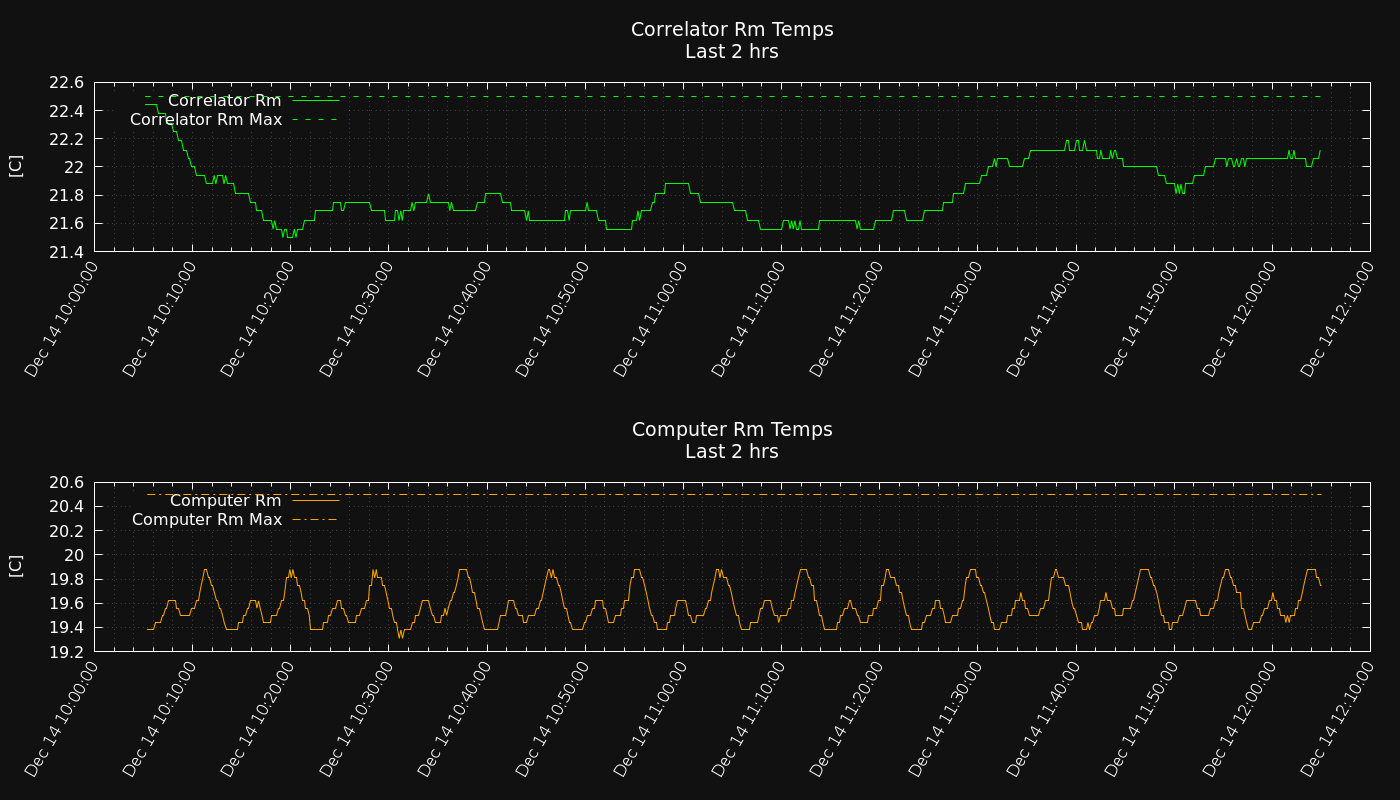 Correlator Rm Temps
Last 2 hrs
22.6
22.4
22.2
22
21.8
21.6
21.4
[C]
Correlator Rm
Correlator Rm Max
Dec 14 10:00:00
Dec 14 10:10:00
Dec 14 10:20:00
Dec 14 10:30:00
Dec 14 10:40:00
Dec 14 10:50:00
Dec 14 11:00:00
Dec 14 11:10:00
Dec 14 11:20:00
Dec 14 11:30:00
Dec 14 11:40:00
Dec 14 11:50:00
Dec 14 12:00:00
Dec 14 12:10:00
Computer Rm Temps
Last 2 hrs
20.6
20.4
20.2
20
19.8
19.6
19.4
19.2
[C]
Computer Rm
Computer Rm Max
Dec 14 10:00:00
Dec 14 10:10:00
Dec 14 10:20:00
Dec 14 10:30:00
Dec 14 10:40:00
Dec 14 10:50:00
Dec 14 11:00:00
Dec 14 11:10:00
Dec 14 11:20:00
Dec 14 11:30:00
Dec 14 11:40:00
Dec 14 11:50:00
Dec 14 12:00:00
Dec 14 12:10:00